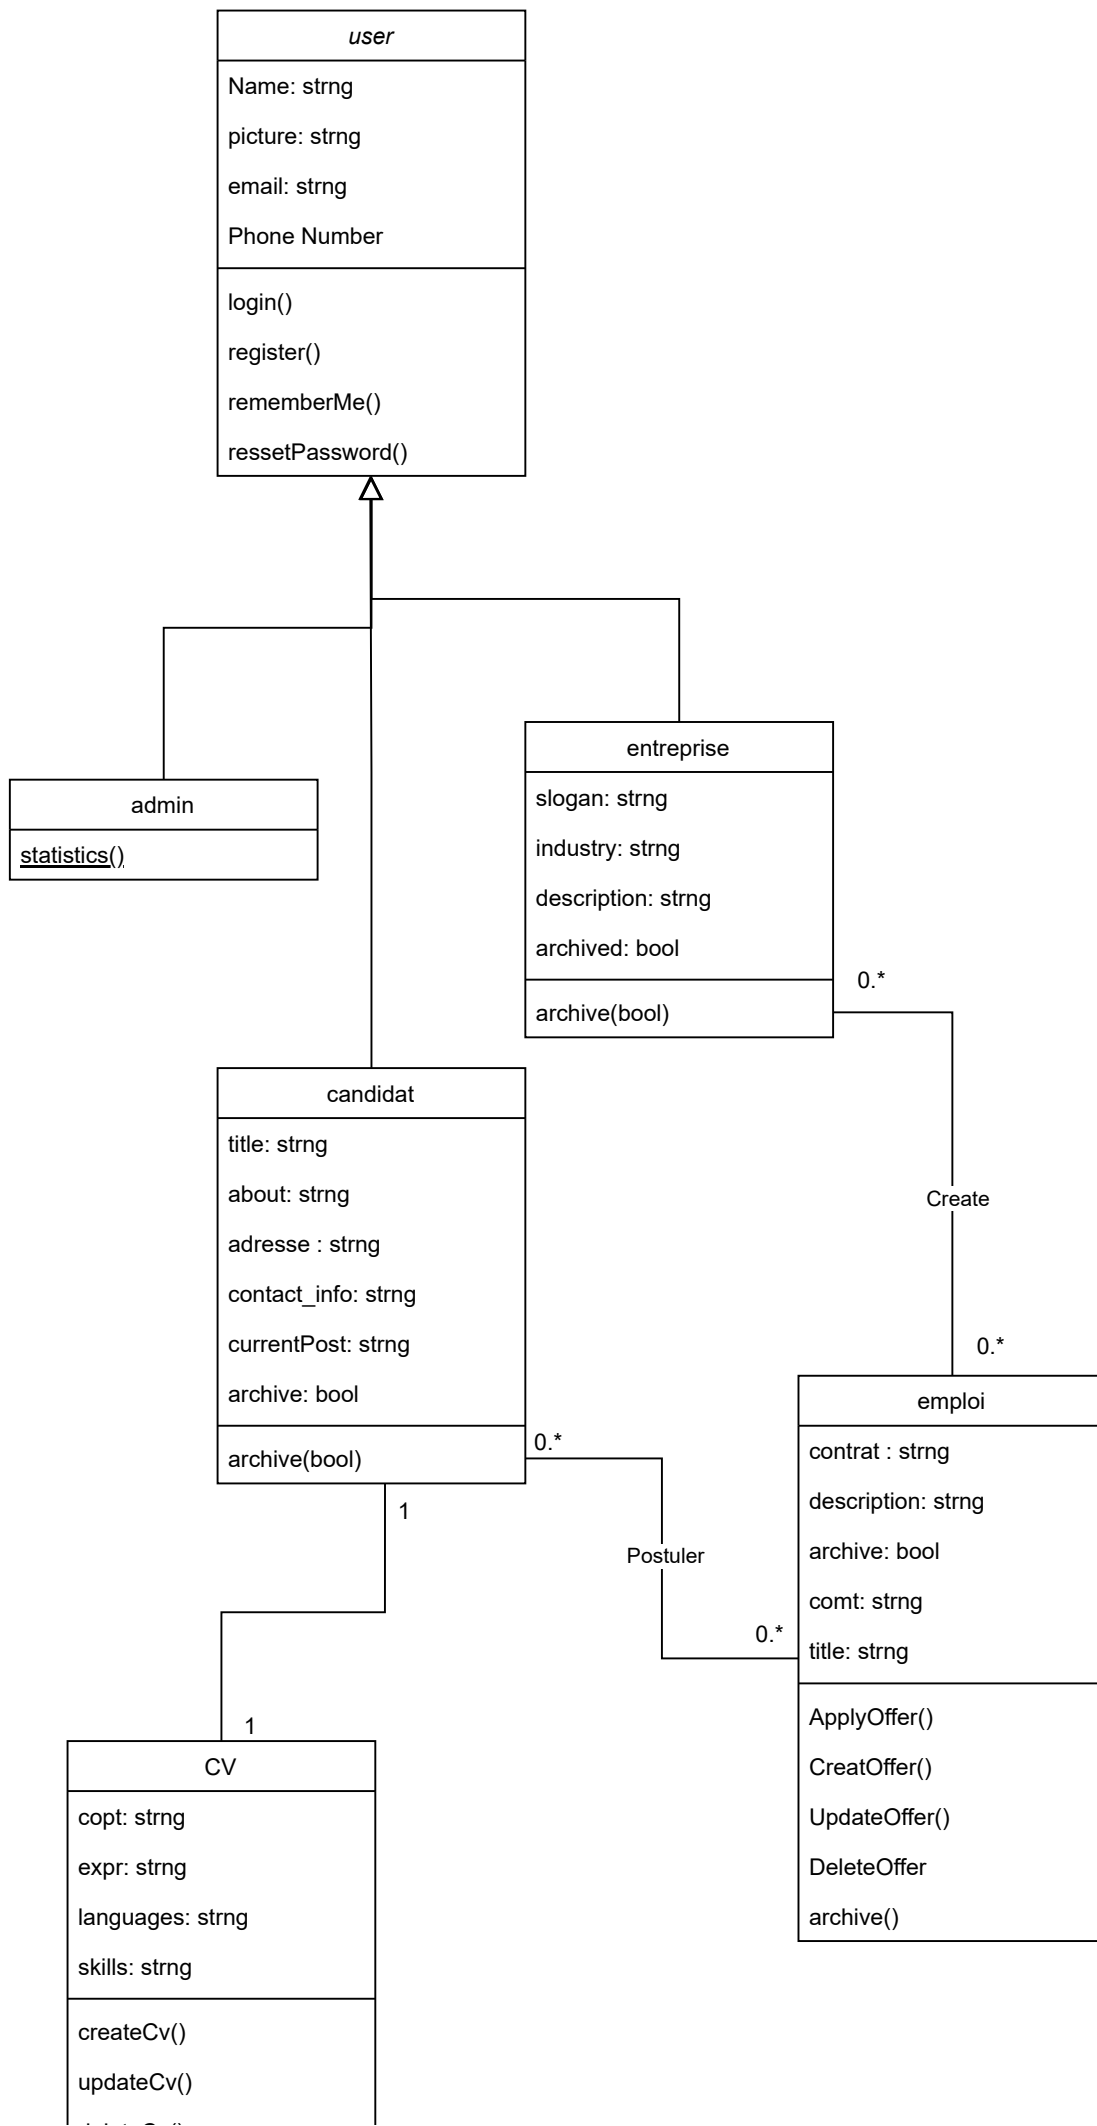 user
Name: strng
picture: strng
email: strng
Phone Number
login()
register()
rememberMe()
ressetPassword()
entreprise
slogan: strng
industry: strng
description: strng
archived: bool
archive(bool)
admin
statistics()
0.*
candidat
title: strng
about: strng
adresse : strng
contact_info: strng
currentPost: strng
archive: bool
archive(bool)
Create
0.*
emploi
contrat : strng
description: strng
archive: bool
comt: strng
title: strng
ApplyOffer()
CreatOffer()
UpdateOffer()
DeleteOffer
archive()
0.*
Postuler
0.*
1
1
CV
copt: strng
expr: strng
languages: strng
skills: strng
createCv()
updateCv()